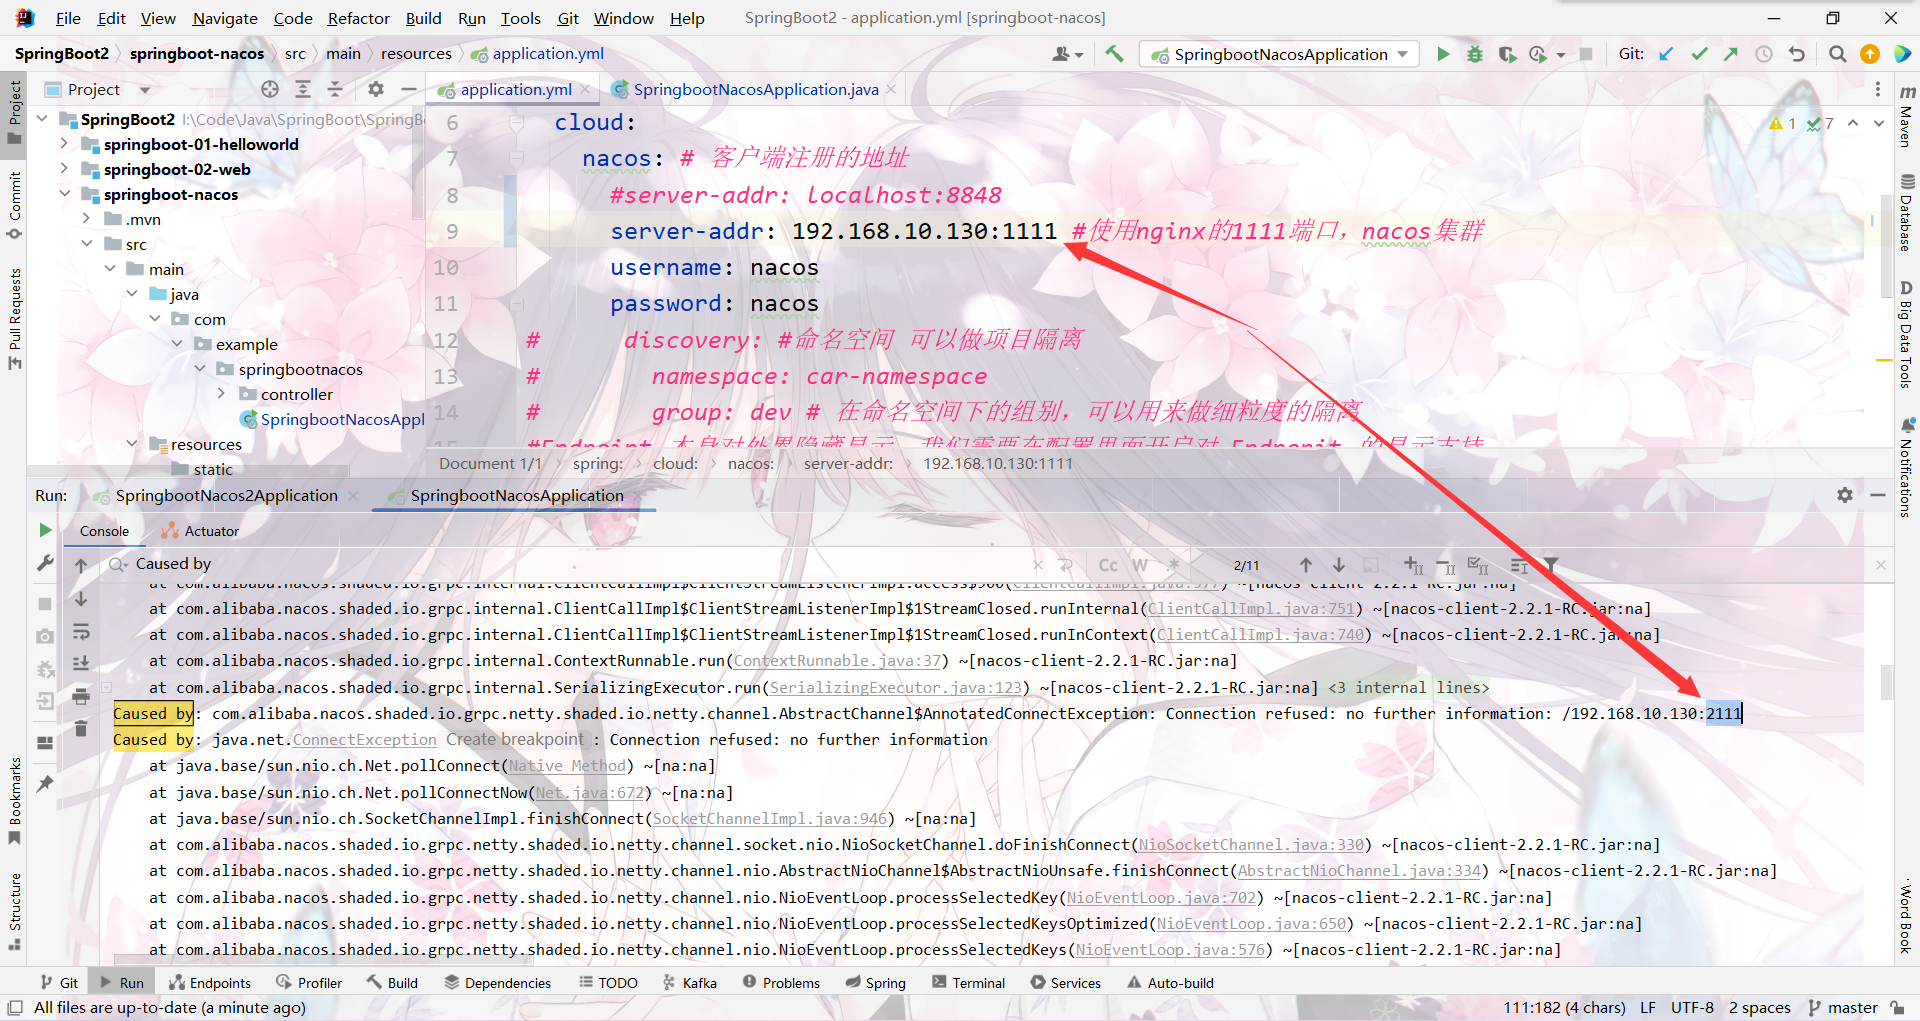 File Edit View Navigate Code Refactor Build Run Tools Git Window Help SpringBoot2 - application.yml [springboot-nacos]
SpringBoot2 springboot-nacos src main resources application.yml SpringbootNacosApplication Git:
Project
application.yml SpringbootNacosApplication.java
SpringBoot2 I:\Code\Java\SpringBoot\SpringB
springboot-01-helloworld
springboot-02-web
springboot-nacos
.mvn
src
main
java
com
example
springbootnacos
controller
SpringbootNacosAppl
resources
static
1 7
6 cloud:
7 nacos: # 客户端注册的地址
8 #server-addr: localhost:8848
9 server-addr: 192.168.10.130:1111 #使用nginx的1111端口，nacos集群
10 username: nacos
11 password: nacos
12 # discovery: #命名空间 可以做项目隔离
13 # namespace: car-namespace
14 # group: dev # 在命名空间下的组别，可以用来做细粒度的隔离
Document 1/1 spring: cloud: nacos: server-addr: 192.168.10.130:1111
Run: SpringbootNacos2Application SpringbootNacosApplication
Console Actuator
Caused by Cc W .* 2/11
at com.alibaba.nacos.shaded.io.grpc.internal.ClientCallImpl$ClientStreamListenerImpl$1StreamClosed.runInternal(ClientCallImpl.java:751) ~[nacos-client-2.2.1-RC.jar:na]
at com.alibaba.nacos.shaded.io.grpc.internal.ClientCallImpl$ClientStreamListenerImpl$1StreamClosed.runInContext(ClientCallImpl.java:740) ~[nacos-client-2.2.1-RC.jar:na]
at com.alibaba.nacos.shaded.io.grpc.internal.ContextRunnable.run(ContextRunnable.java:37) ~[nacos-client-2.2.1-RC.jar:na]
at com.alibaba.nacos.shaded.io.grpc.internal.SerializingExecutor.run(SerializingExecutor.java:123) ~[nacos-client-2.2.1-RC.jar:na] <3 internal lines>
Caused by: com.alibaba.nacos.shaded.io.grpc.netty.shaded.io.netty.channel.AbstractChannel$AnnotatedConnectException: Connection refused: no further information: /192.168.10.130:2111
Caused by: java.net.ConnectException Create breakpoint : Connection refused: no further information
at java.base/sun.nio.ch.Net.pollConnect(Native Method) ~[na:na]
at java.base/sun.nio.ch.Net.pollConnectNow(Net.java:672) ~[na:na]
at java.base/sun.nio.ch.SocketChannelImpl.finishConnect(SocketChannelImpl.java:946) ~[na:na]
at com.alibaba.nacos.shaded.io.grpc.netty.shaded.io.netty.channel.socket.nio.NioSocketChannel.doFinishConnect(NioSocketChannel.java:330) ~[nacos-client-2.2.1-RC.jar:na]
at com.alibaba.nacos.shaded.io.grpc.netty.shaded.io.netty.channel.nio.AbstractNioChannel$AbstractNioUnsafe.finishConnect(AbstractNioChannel.java:334) ~[nacos-client-2.2.1-RC.jar:na]
at com.alibaba.nacos.shaded.io.grpc.netty.shaded.io.netty.channel.nio.NioEventLoop.processSelectedKey(NioEventLoop.java:702) ~[nacos-client-2.2.1-RC.jar:na]
at com.alibaba.nacos.shaded.io.grpc.netty.shaded.io.netty.channel.nio.NioEventLoop.processSelectedKeysOptimized(NioEventLoop.java:650) ~[nacos-client-2.2.1-RC.jar:na]
at com.alibaba.nacos.shaded.io.grpc.netty.shaded.io.netty.channel.nio.NioEventLoop.processSelectedKeys(NioEventLoop.java:576) ~[nacos-client-2.2.1-RC.jar:na]
Git Run Endpoints Profiler Build Dependencies TODO Kafka Problems Spring Terminal Services Auto-build
All files are up-to-date (a minute ago) 111:182 (4 chars) LF UTF-8 2 spaces master
Project
Commit
Pull Requests
Bookmarks
Structure
Maven
Database
Big Data Tools
Notifications
Word Book